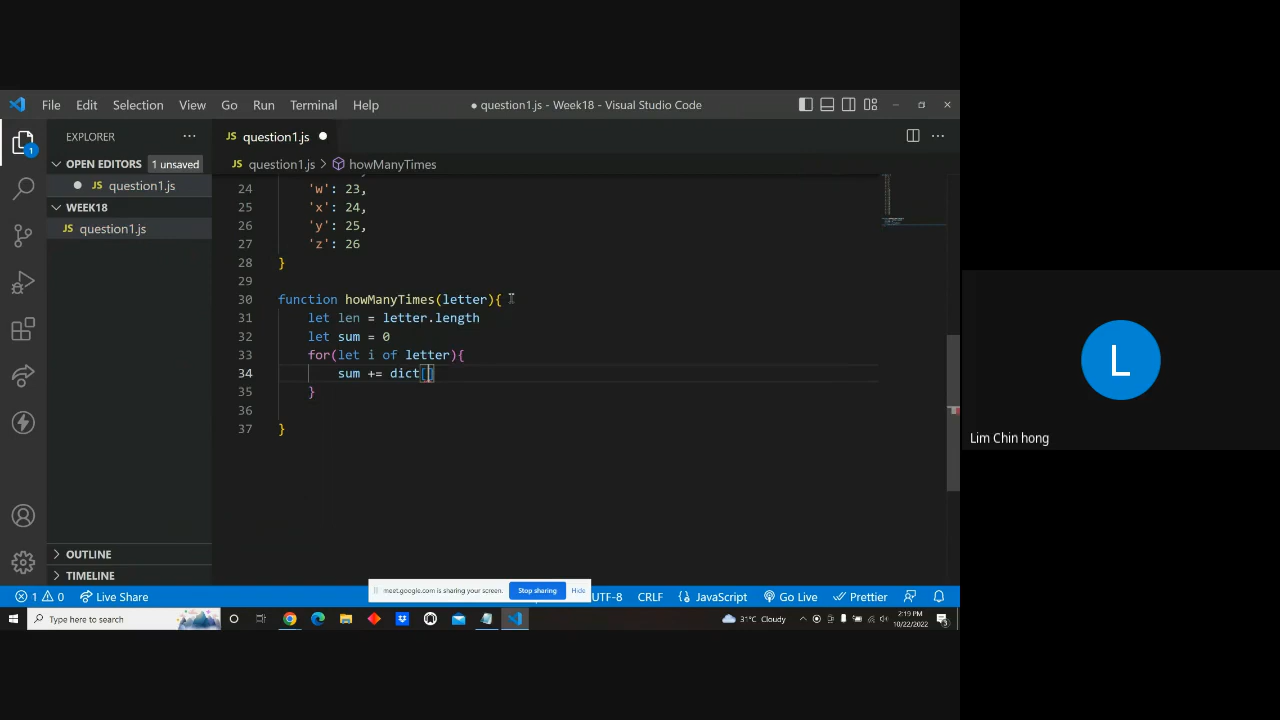 File Edit Selection View Go Run Terminal Help
question1.js - Week18 - Visual Studio Code
EXPLORER
JS question1.js
OPEN EDITORS 1 unsaved
JS question1.js > howManyTimes
JS question1.js
24 'w': 23,
WEEK18
25 'x': 24,
JS question1.js
26 'y': 25,
27 'z': 26
28 }
29
30 function howManyTimes(letter){
31 let len = letter.length
32 let sum = 0
33 for(let i of letter){
34 sum += dict[]
35 }
36
37 }
1
L
Lim Chin hong
OUTLINE
TIMELINE
meet.google.com is sharing your screen. Stop sharing Hide
1 0 Live Share UTF-8 CRLF JavaScript Go Live Prettier
Type here to search
31°C Cloudy
2:19 PM
10/22/2022